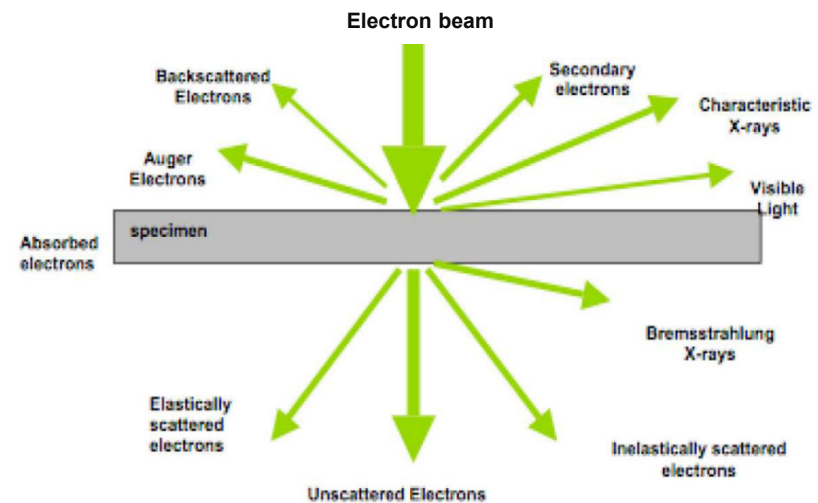 Electron beam
Backscattered
Electrons
Secondary
electrons
Characteristic
X-rays
Auger
Electrons
Visible
Light
specimen
Absorbed
electrons
Bremsstrahlung
X-rays
Elastically
scattered
electrons
Inelastically scattered
electrons
Unscattered Electrons